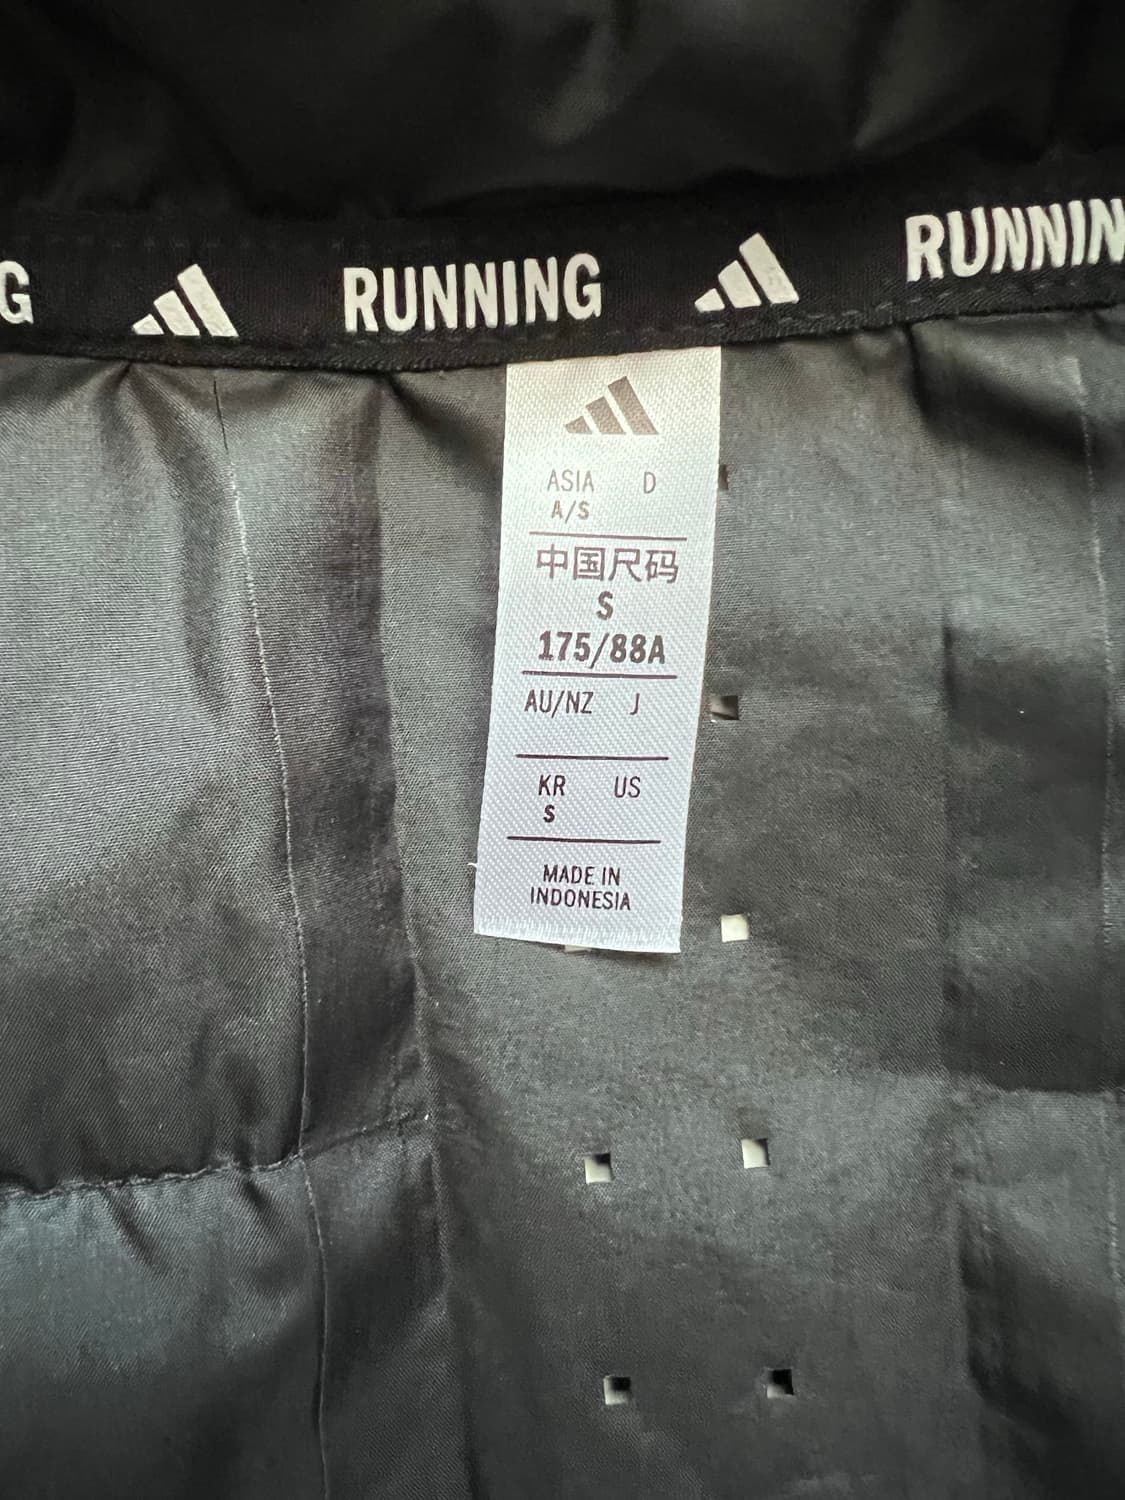 G RUNNING RUNNIN
ASIA D
A/S
中国尺码
S
175/88A
AU/NZ J
KR US
S
MADE IN
INDONESIA